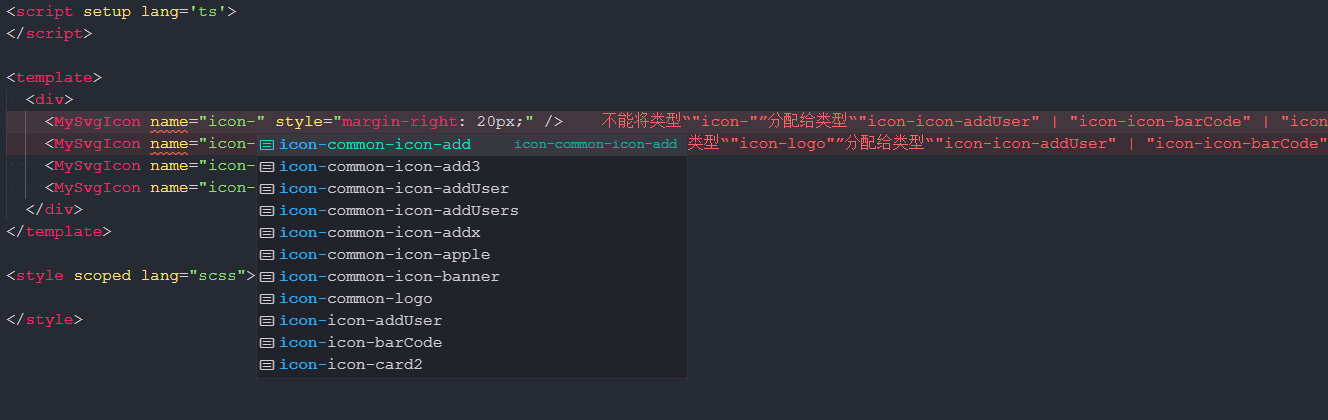 <script setup lang='ts'>
</script>
<template>
<div>
<MySvgIcon name="icon-" style="margin-right: 20px;" /> 不能将类型“"icon-"”分配给类型“"icon-icon-addUser" | "icon-icon-barCode" | "icon
<MySvgIcon name="icon- 类型“"icon-logo"”分配给类型“"icon-icon-addUser" | "icon-icon-barCode"
<MySvgIcon name="icon-
<MySvgIcon name="icon-
</div>
</template>
<style scoped lang="scss">
</style>
icon-common-icon-add icon-common-icon-add
icon-common-icon-add3
icon-common-icon-addUser
icon-common-icon-addUsers
icon-common-icon-addx
icon-common-icon-apple
icon-common-icon-banner
icon-common-logo
icon-icon-addUser
icon-icon-barCode
icon-icon-card2